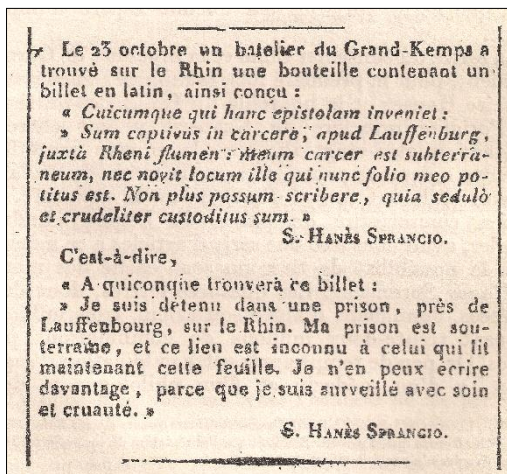 Le 23 octobre un batelier du Grand-Kemps a
trouvé sur le Rhin une bouteille contenant un
billet en latin, ainsi conçu :
« Cuicumque qui hanc epistolam inveniet :
» Sum captivus in carcere, apud Lauffenburg,
juxtà Rheni flumen : meum carcer est subterra-
neum, nec novit locum ille qui nunc folio meo po-
titus est. Non plus possum scribere, quia sedulò
et crudeliter custoditus sum. »
S. HANÈS SPRANCIO.
C'est-à-dire,
« A quiconque trouvera ce billet :
» Je suis détenu dans une prison, près de
Lauffenbourg, sur le Rhin. Ma prison est sou-
terraine, et ce lieu est inconnu à celui qui lit
maintenant cette feuille. Je n'en peux écrire
davantage, parce que je suis surveillé avec soin
et cruauté. »
S. HANÈS SPRANCIO.